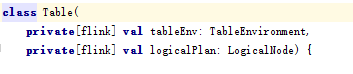 class Table(
    private[flink] val tableEnv: TableEnvironment,
    private[flink] val logicalPlan: LogicalNode) {